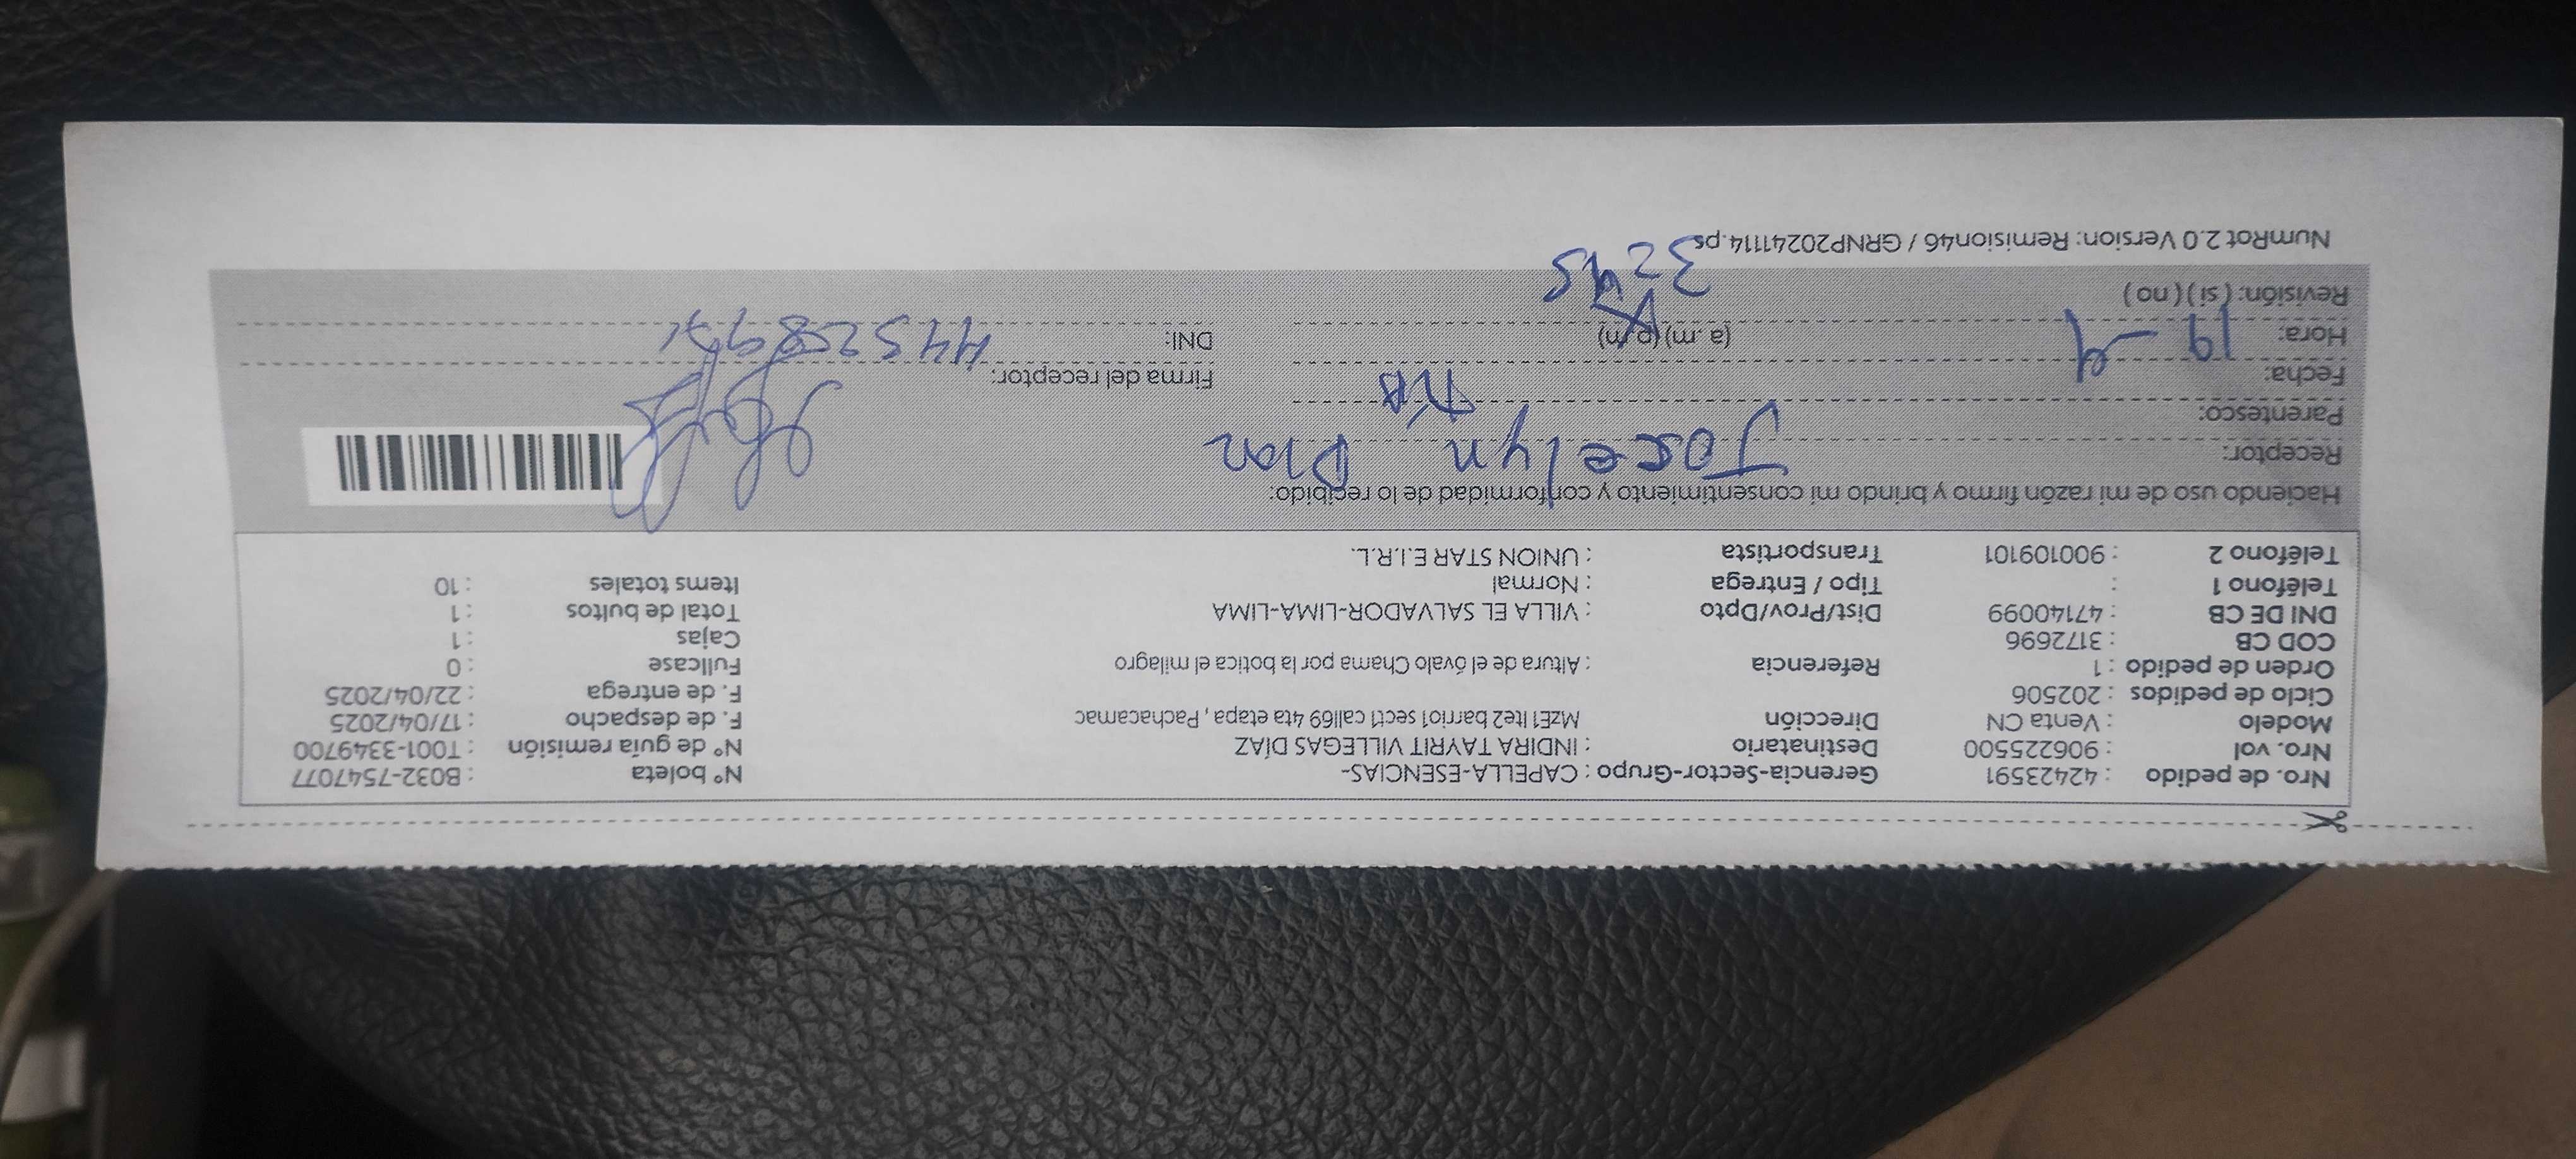 Nro. de pedido : 42423591 Gerencia-Sector-Grupo : CAPELLA-ESENCIAS- N° boleta : B032-7547077
Nro. vol : 906225500 Destinatario : INDIRA TAYRIT VILLEGAS DÍAZ N° de guía remisión : T001-3349700
Modelo : Venta CN Dirección MZE1 lte2 barrio1 sect1 call69 4ta etapa , Pachacamac F. de despacho : 17/04/2025
Ciclo de pedidos : 202506 F. de entrega : 22/04/2025
Orden de pedido : 1 Referencia : Altura de el óvalo Chama por la botica el milagro Fullcase : 0
COD CB : 3172696 Cajas : 1
DNI DE CB : 47140099 Dist/Prov/Dpto : VILLA EL SALVADOR-LIMA-LIMA Total de bultos : 1
Teléfono 1 : Tipo / Entrega : Normal Items totales : 10
Teléfono 2 : 900109101 Transportista : UNION STAR E.I.R.L.
Haciendo uso de mi razón firmo y brindo mi consentimiento y conformidad de lo recibido:
Receptor: Joscelyn
Parentesco:
Fecha: 19-4 Firma del receptor:
Hora: (a .m) (p .m) DNI:
Revisión: ( si ) ( no )
NumRot 2.0 Version: Remision46 / GRNP20241114.ps